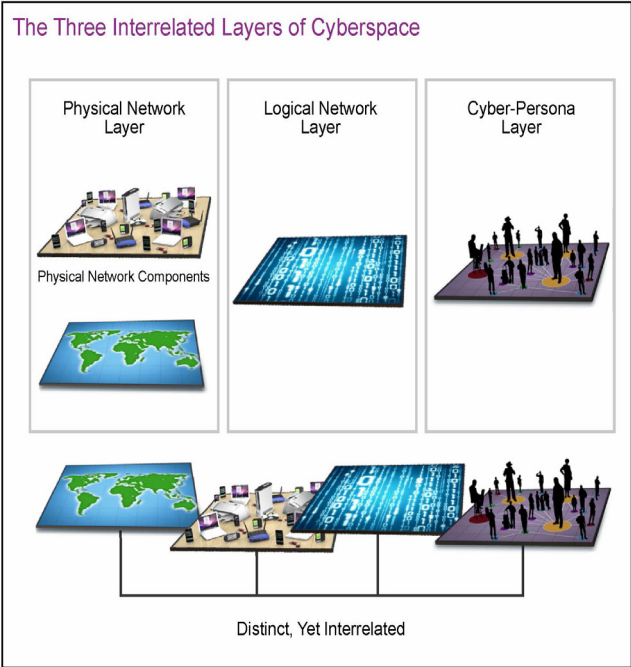 The Three Interrelated Layers of Cyberspace
Physical Network
Layer
Logical Network
Layer
Cyber-Persona
Layer
Physical Network Components
Distinct, Yet Interrelated